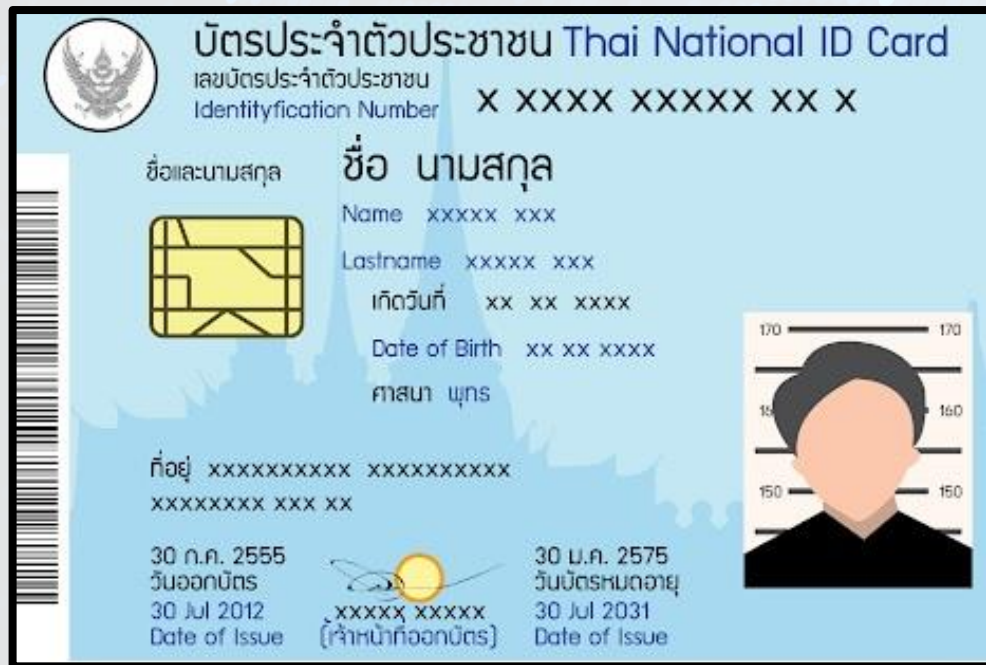 บัตรประจำตัวประชาชน Thai National ID Card
เลขบัตรประจำตัวประชาชน
Identityfication Number X XXXX XXXXX XX X
ชื่อและนามสกุล ชื่อ นามสกุล
Name xxxxx xxx
Lastname xxxxx xxx
เกิดวันที่ xx xx xxxx
Date of Birth xx xx xxxx
ศาสนา พุทร
ที่อยู่ xxxxxxxxxx xxxxxxxxxx
xxxxxxxx xxx xx
170 170
16 160
150 150
30 ก.ค. 2555
วันออกบัตร
30 Jul 2012
Date of Issue
xxxxx xxxxx
(เจ้าหน้าที่ออกบัตร)
30 ม.ค. 2575
วันบัตรหมดอายุ
30 Jul 2031
Date of Issue